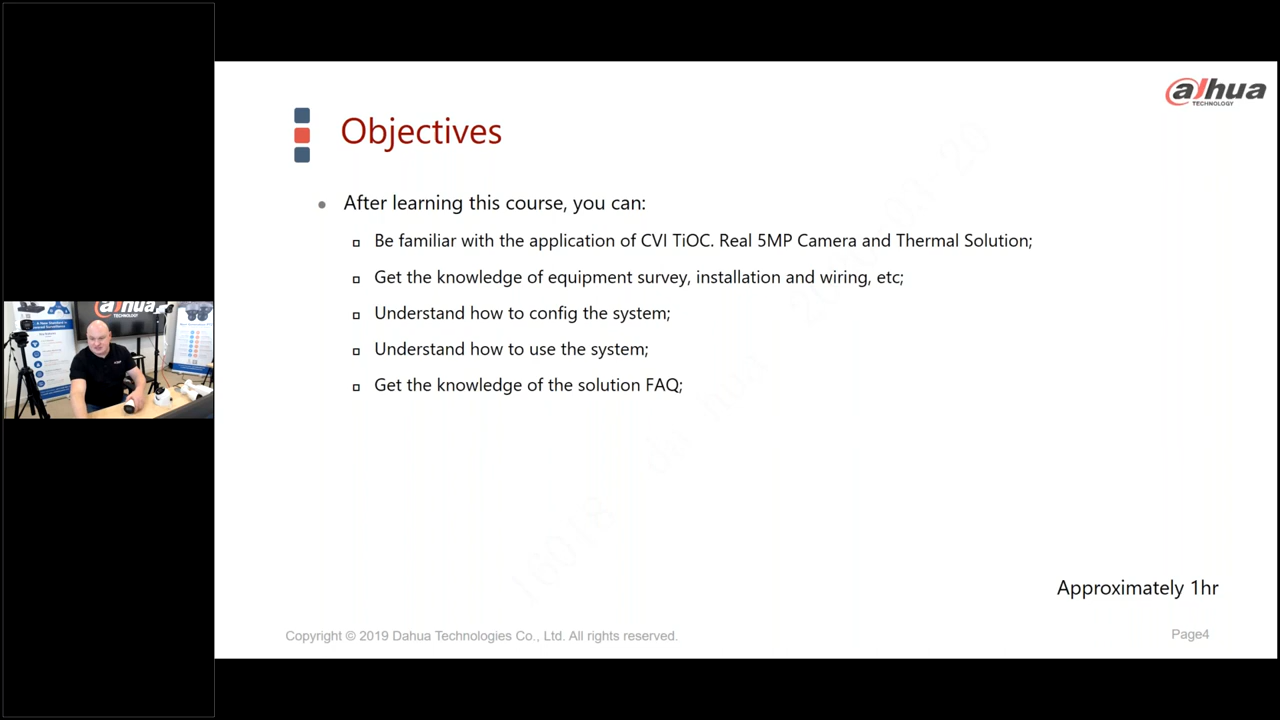 alhua
TECHNOLOGY
Objectives
After learning this course, you can:
Be familiar with the application of CVI TiOC. Real 5MP Camera and Thermal Solution;
Get the knowledge of equipment survey, installation and wiring, etc;
Understand how to config the system;
Understand how to use the system;
Get the knowledge of the solution FAQ;
Approximately 1hr
Copyright © 2019 Dahua Technologies Co., Ltd. All rights reserved.
Page4